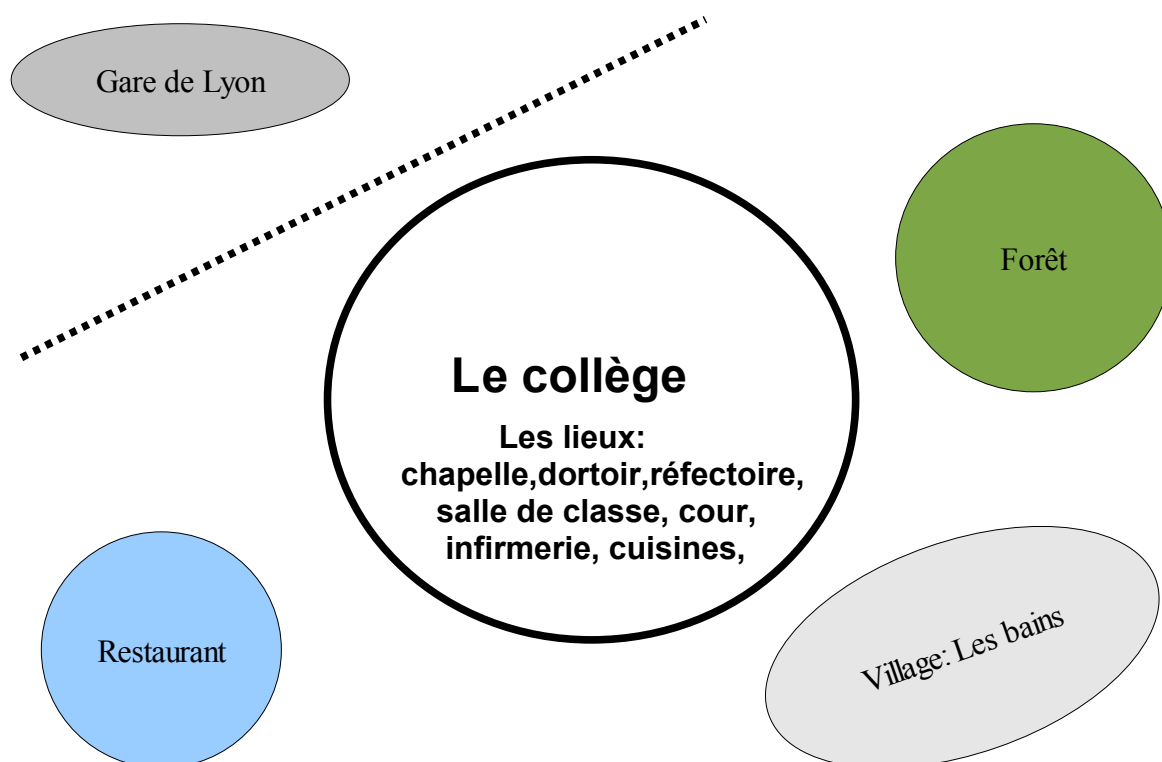 Gare de Lyon
Forêt
Le collège
Les lieux:
chapelle,dortoir,réfectoire,
salle de classe, cour,
infirmerie, cuisines,
Restaurant
Village: Les bains